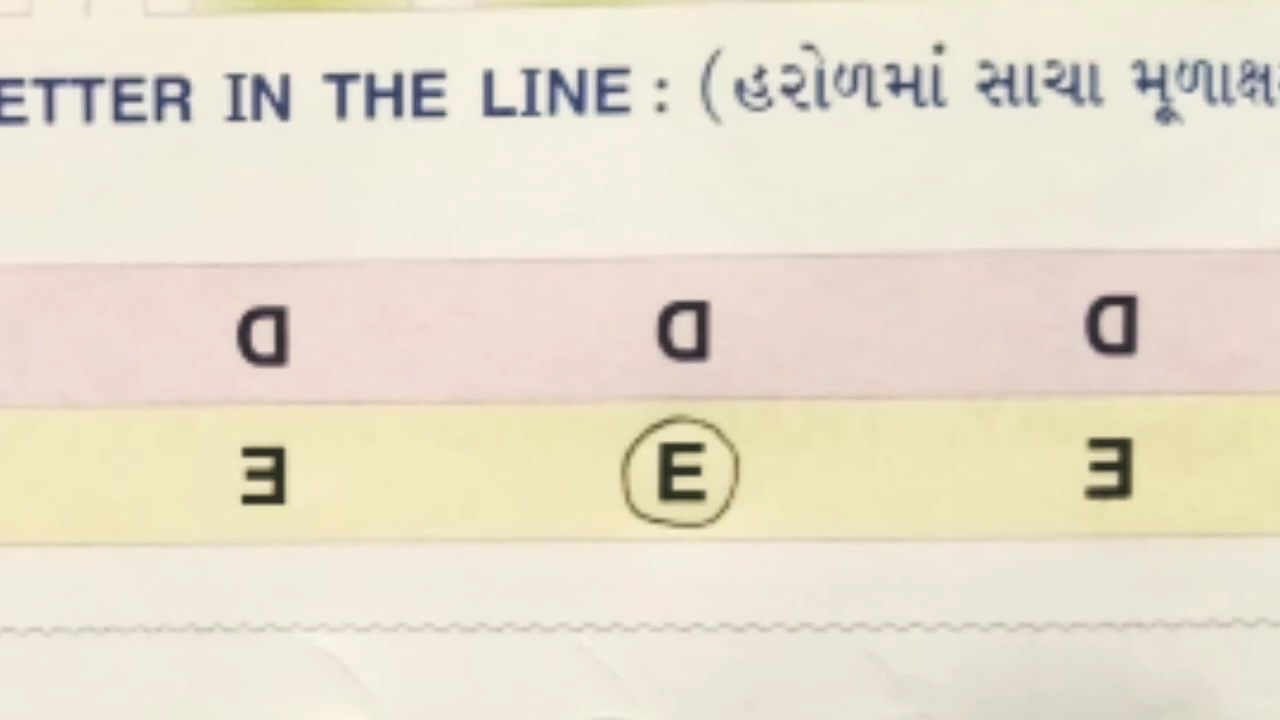 ETTER IN THE LINE : (હરોળમાં સાચા મૂળાક્ષ
ᗡ ᗡ ᗡ
Ǝ E Ǝ